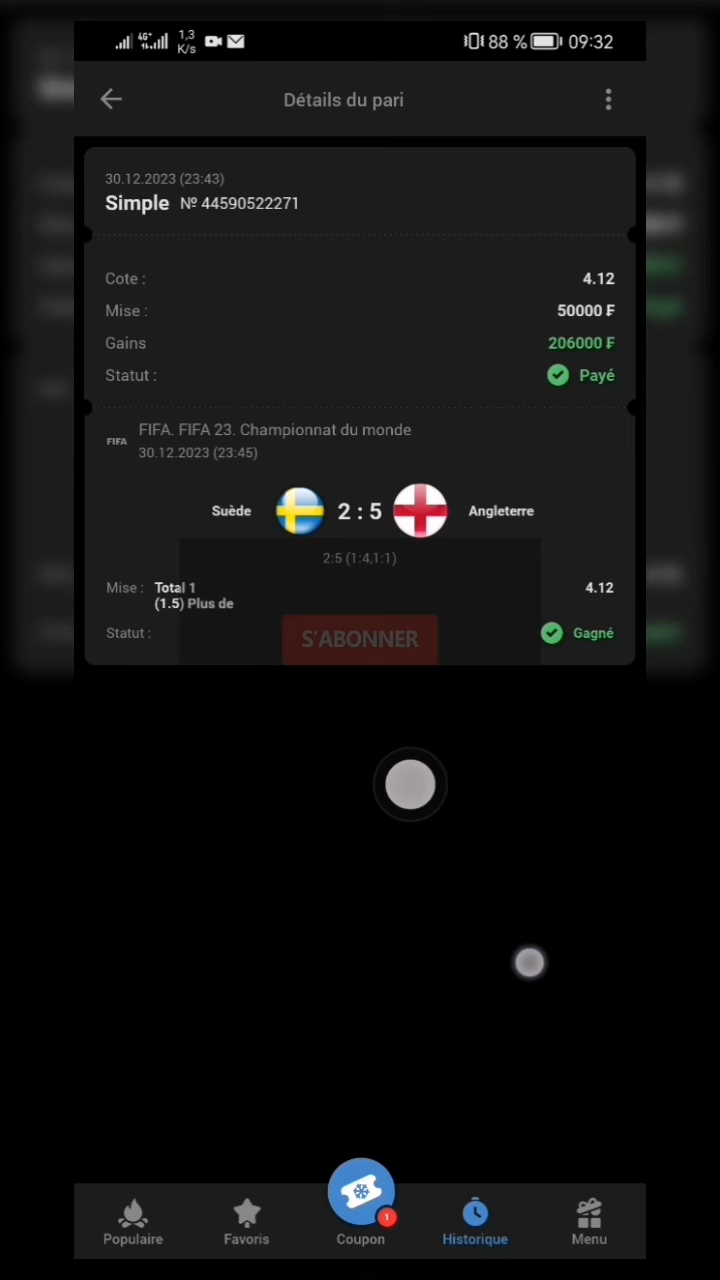 46+ 1,3 K/s 88 % 09:32
Détails du pari
30.12.2023 (23:43)
Simple № 44590522271
Cote : 4.12
Mise : 50000 ₣
Gains 206000 ₣
Statut : Payé
FIFA FIFA. FIFA 23. Championnat du monde
30.12.2023 (23:45)
Suède 2 : 5 Angleterre
2:5 (1:4,1:1)
Mise : Total 1 4.12
(1.5) Plus de
Statut : Gagné
S'ABONNER
1
Populaire Favoris Coupon Historique Menu